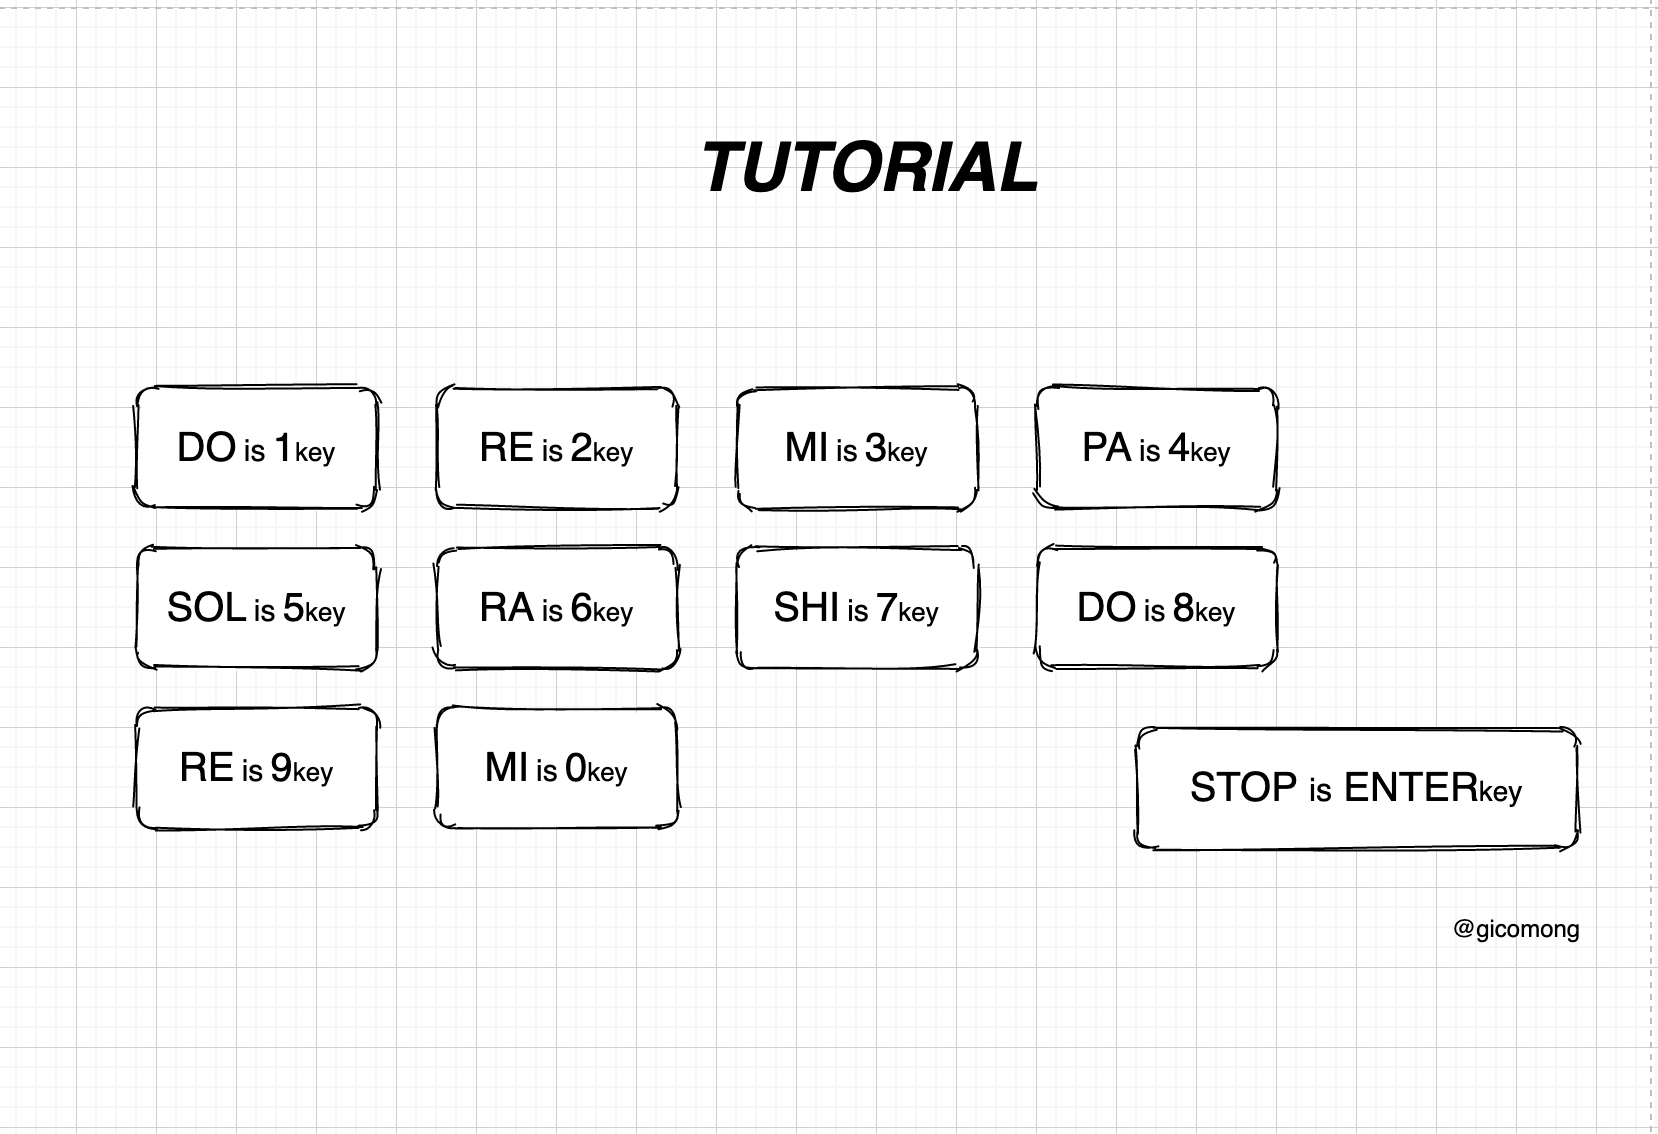 TUTORIAL
DO is 1key
RE is 2key
MI is 3key
PA is 4key
SOL is 5key
RA is 6key
SHI is 7key
DO is 8key
RE is 9key
MI is 0key
STOP is ENTERkey
@gicomong